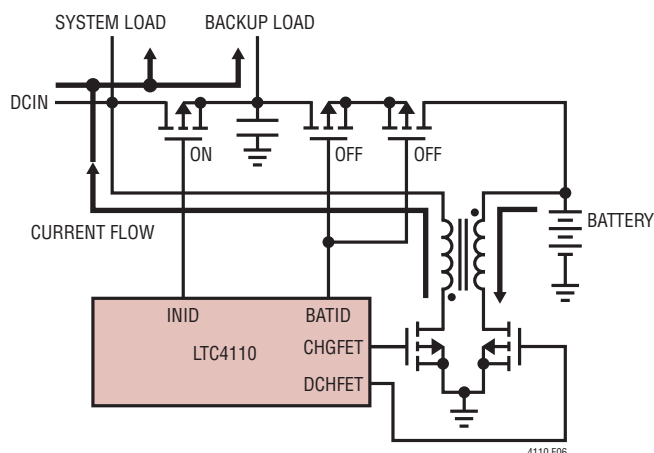 SYSTEM LOAD
BACKUP LOAD
DCIN
ON
OFF
OFF
CURRENT FLOW
BATTERY
INID
BATID
LTC4110
CHGFET
DCHFET
4110 F06